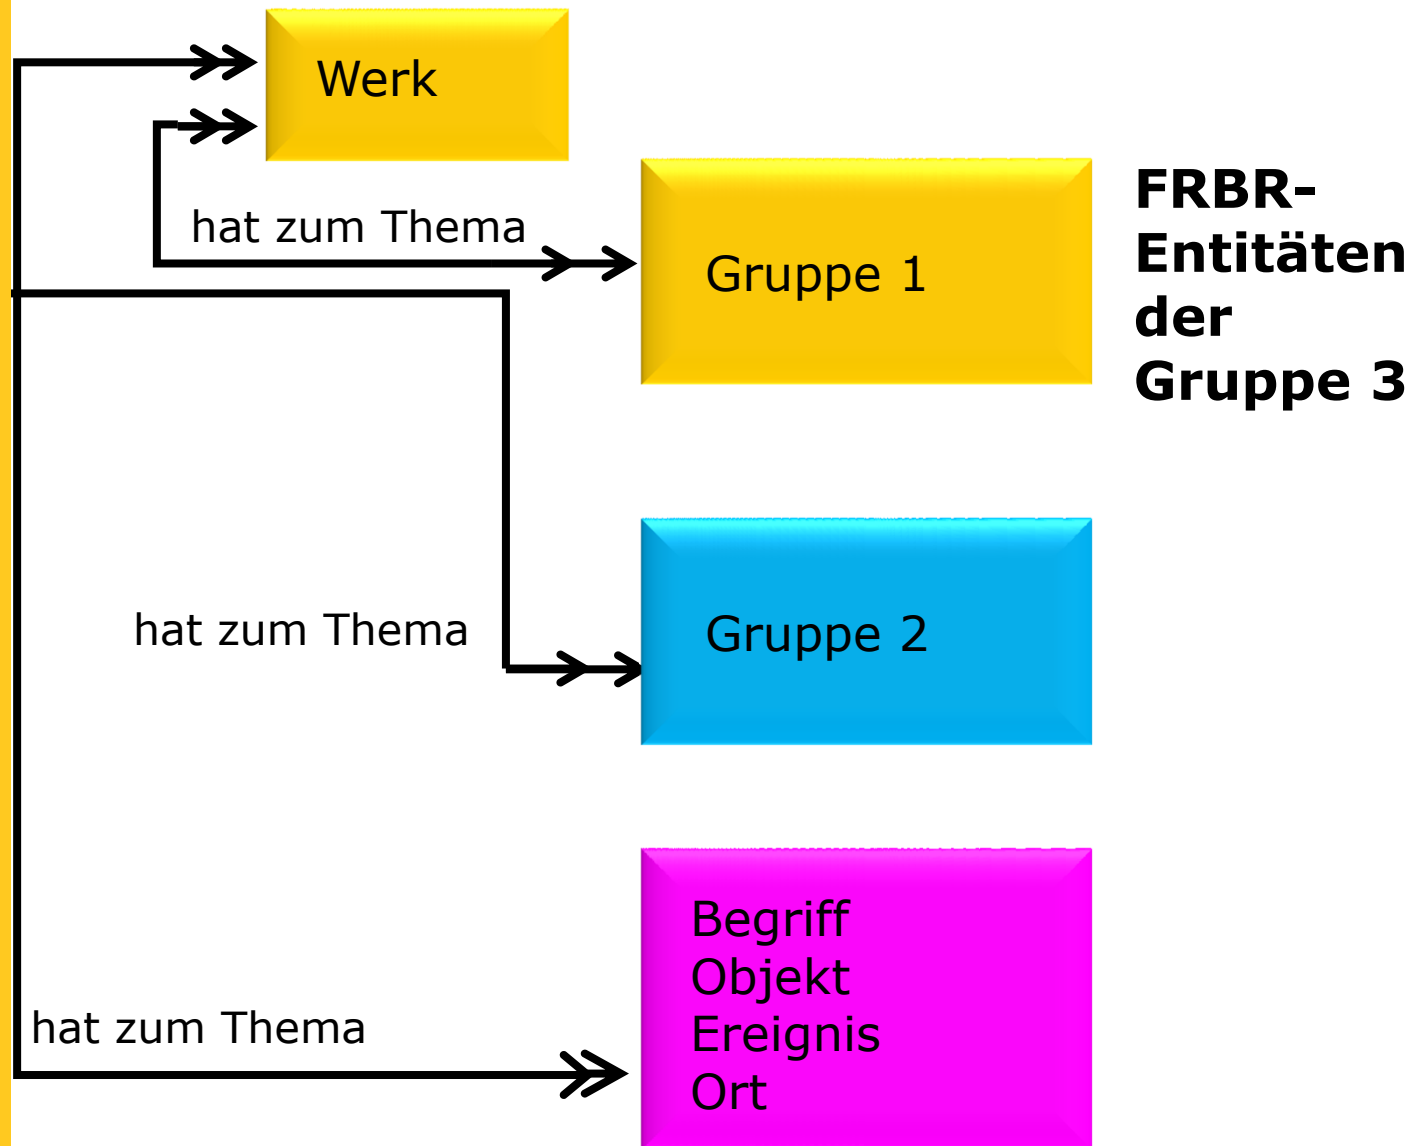 Werk
hat zum Thema
Gruppe 1
FRBR-
Entitäten
der
Gruppe 3
hat zum Thema
Gruppe 2
Begriff
Objekt
Ereignis
Ort
hat zum Thema